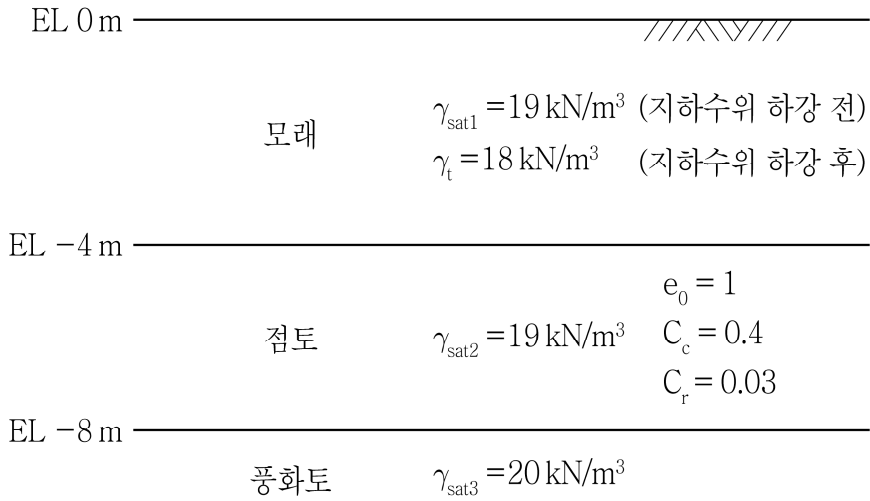 EL 0 m
모래 γsat1 =19 kN/m³ (지하수위 하강 전)
γt =18 kN/m³ (지하수위 하강 후)
EL -4 m
e₀ = 1
점토 γsat2 =19 kN/m³ Cc = 0.4
Cr = 0.03
EL -8 m
풍화토 γsat3 =20 kN/m³